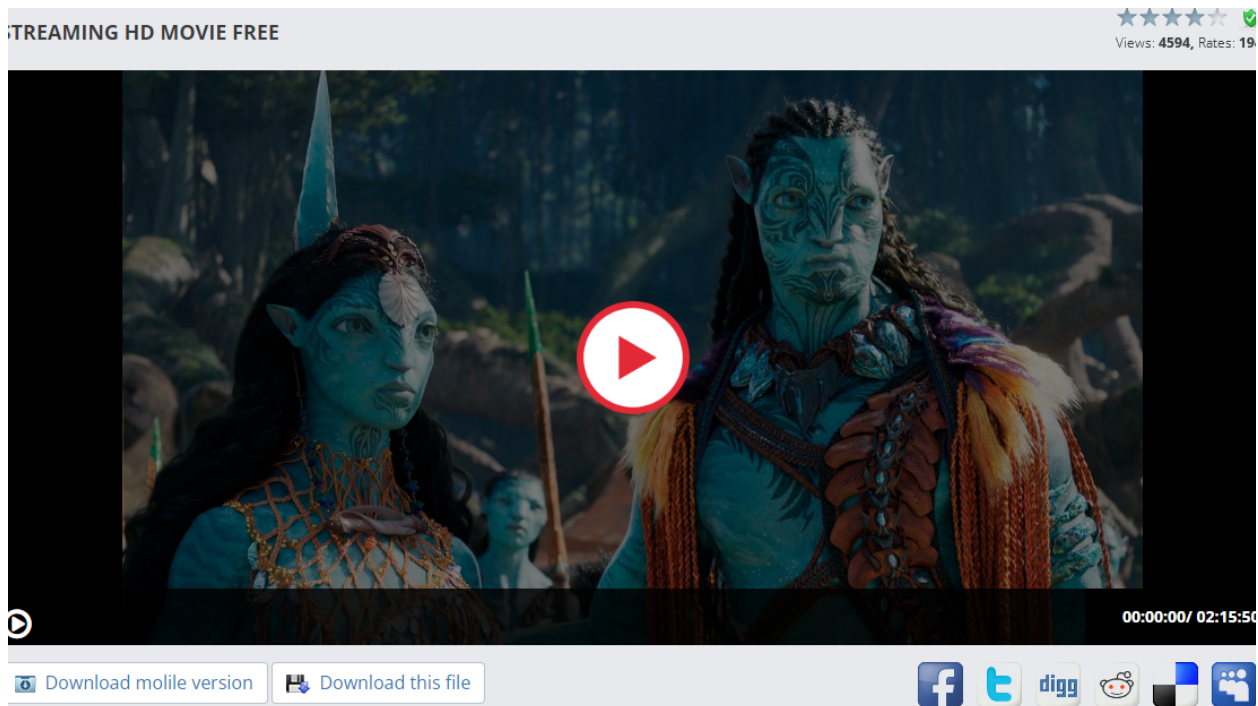 STREAMING HD MOVIE FREE
Views: 4594, Rates: 194
00:00:00/ 02:15:50
Download molile version
Download this file
digg